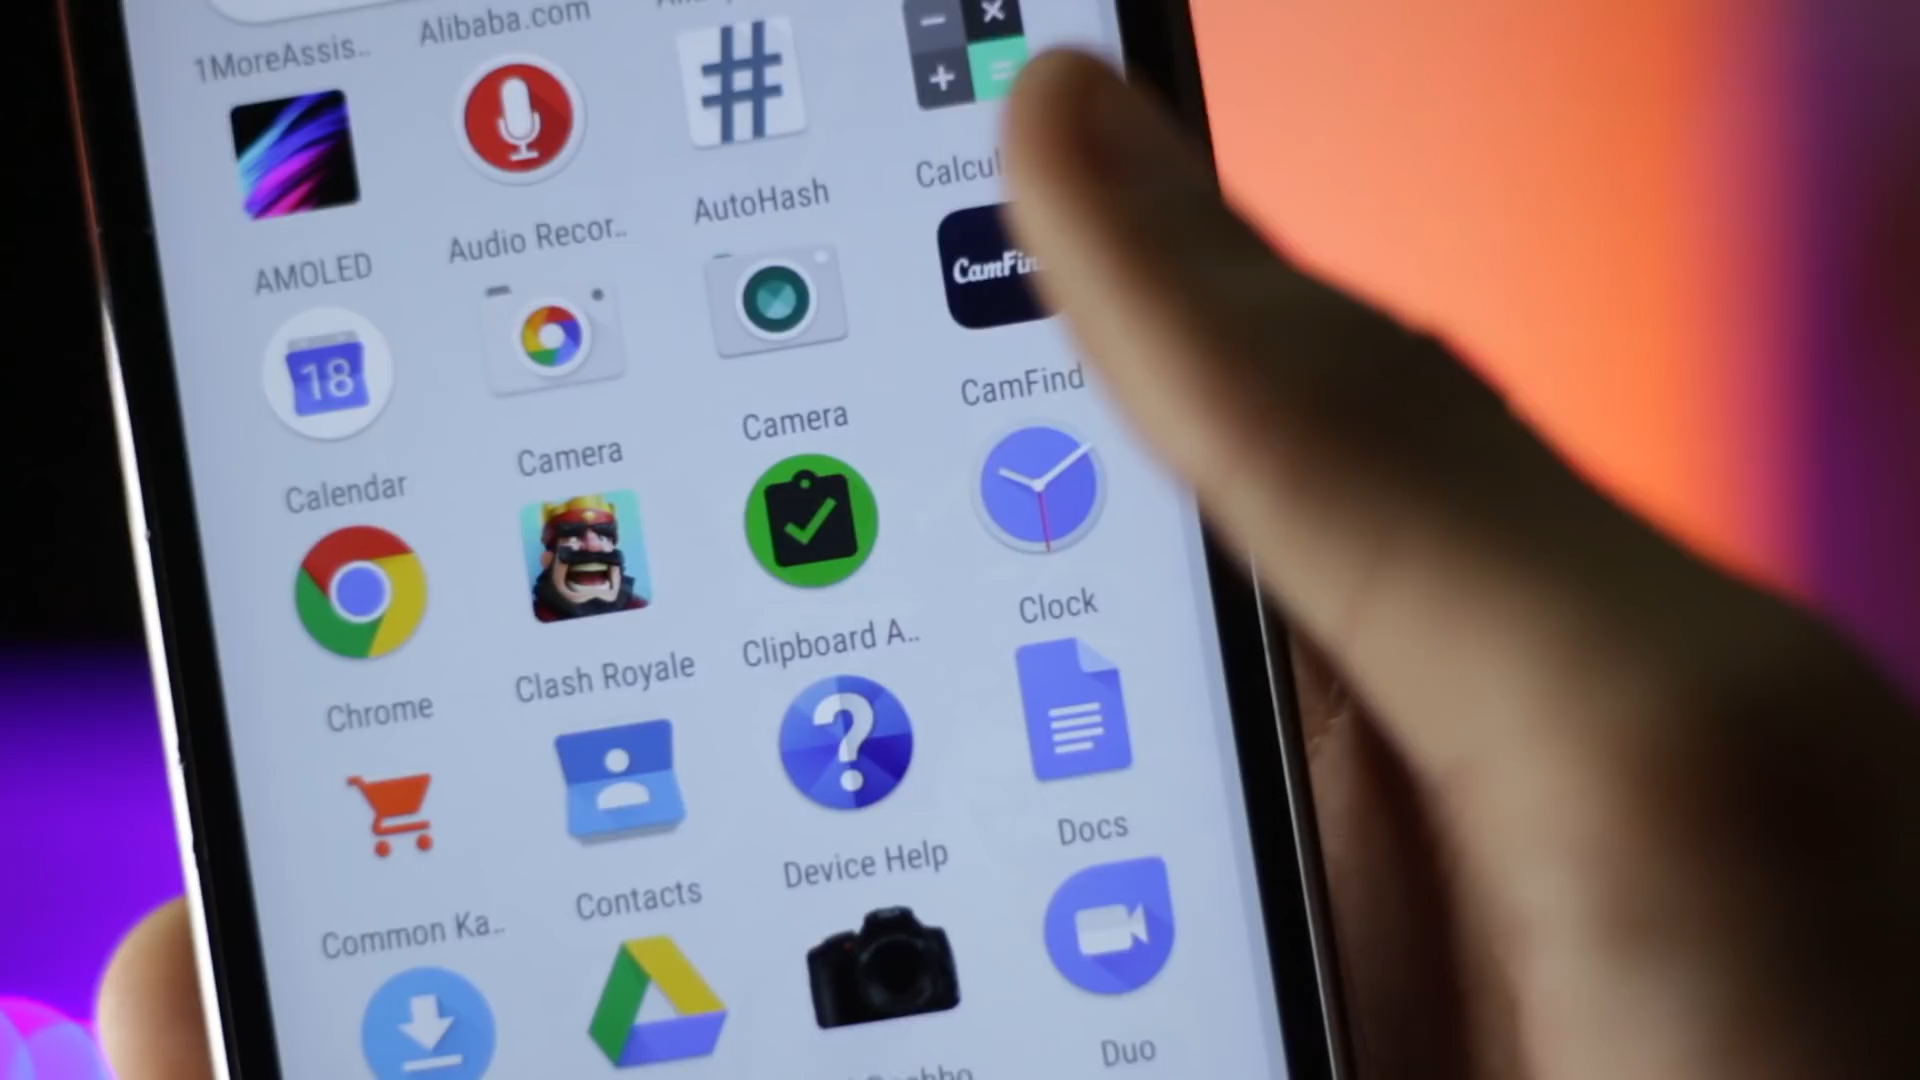 1MoreAssis..
Alibaba.com
AMOLED
Audio Recor..
AutoHash
Calcul
18
CamFin
Calendar
Camera
Camera
CamFind
Chrome
Clash Royale
Clipboard A..
Clock
Common Ka..
Contacts
Device Help
Docs
Duo